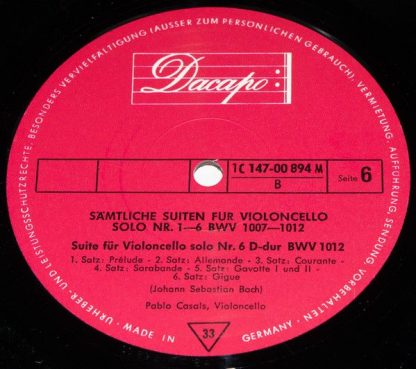 URHEBER- UND LEISTUNGSSCHUTZRECHTE, BESONDERS VERVIELFÄLTIGUNG (AUSSER ZUM PERSÖNLICHEN GEBRAUCH), VERMIETUNG, AUFFÜHRUNG, SENDUNG VORBEHALTEN · MADE IN GERMANY
Dacapo
1C 147-00 894 M
B
Seite 6
SÄMTLICHE SUITEN FÜR VIOLONCELLO
SOLO NR. 1—6 BWV 1007—1012
Suite für Violoncello solo Nr. 6 D-dur BWV 1012
1. Satz: Prélude - 2. Satz: Allemande - 3. Satz: Courante -
4. Satz: Sarabande - 5. Satz: Gavotte I und II -
6. Satz: Gigue
(Johann Sebastian Bach)
Pablo Casals, Violoncello
33